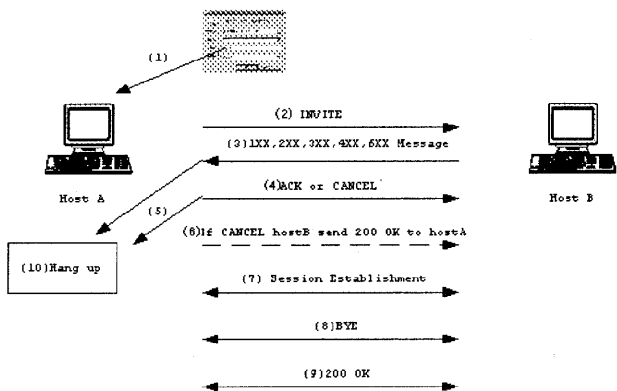 (1)
(2) INVITE
(3)1XX,2XX,3XX,4XX,6XX Message
Host A
Host B
(4)ACK or CANCEL
(5)
(6)If CANCEL hostB send 200 OK to hostA
(10)Hang up
(7) Session Establishment
(8)BYE
(9)200 OK